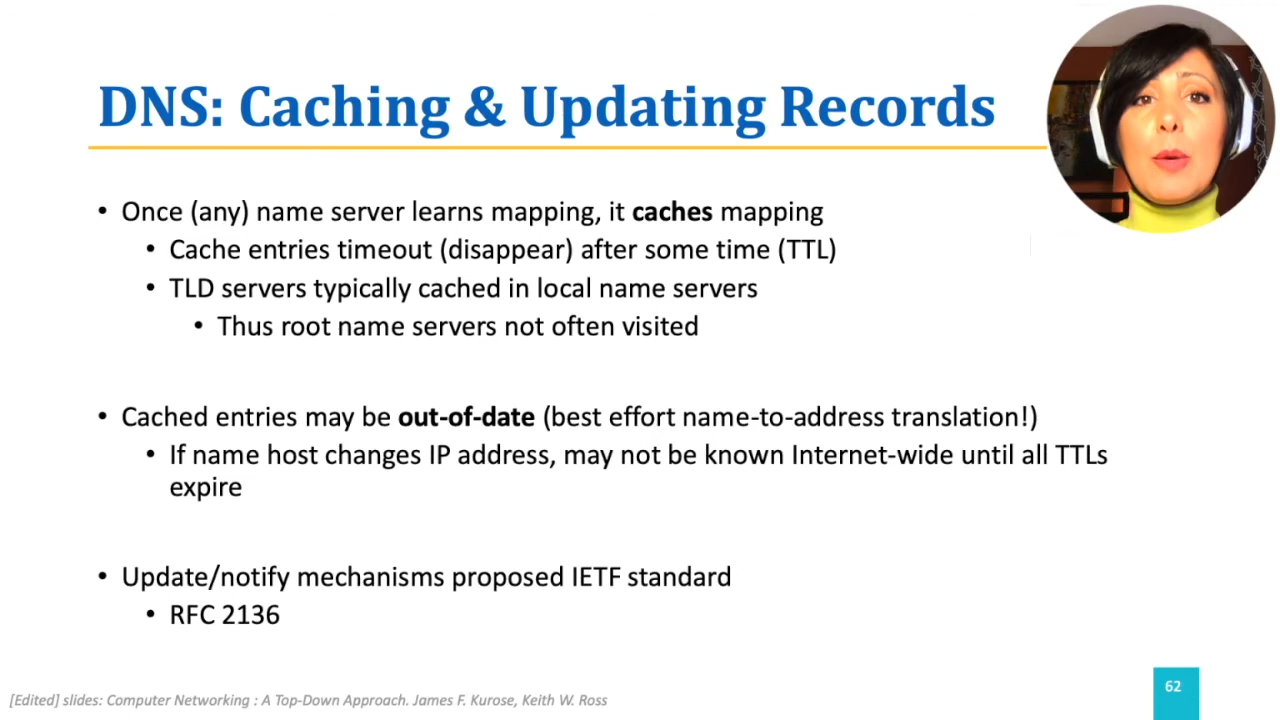 DNS: Caching & Updating Records
• Once (any) name server learns mapping, it caches mapping
• Cache entries timeout (disappear) after some time (TTL)
• TLD servers typically cached in local name servers
• Thus root name servers not often visited
• Cached entries may be out-of-date (best effort name-to-address translation!)
• If name host changes IP address, may not be known Internet-wide until all TTLs
expire
• Update/notify mechanisms proposed IETF standard
• RFC 2136
[Edited] slides: Computer Networking : A Top-Down Approach. James F. Kurose, Keith W. Ross
62